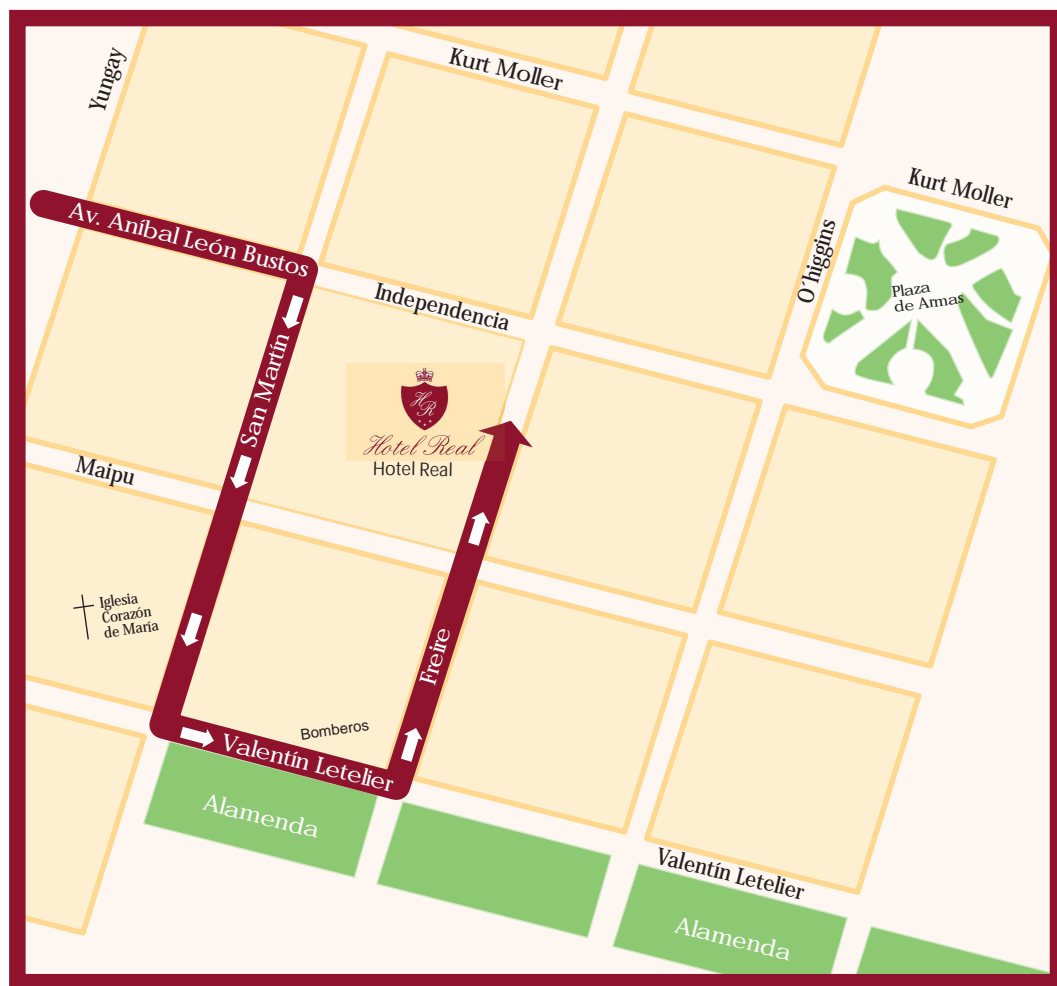 Yungay
Kurt Moller
Kurt Moller
Av. Aníbal León Bustos
O´higgins
Independencia
Plaza
de Armas
San Martín
HR
Hotel Real
Hotel Real
Maipu
Iglesia
Corazón
de María
Freire
Bomberos
Valentín Letelier
Alamenda
Valentín Letelier
Alamenda